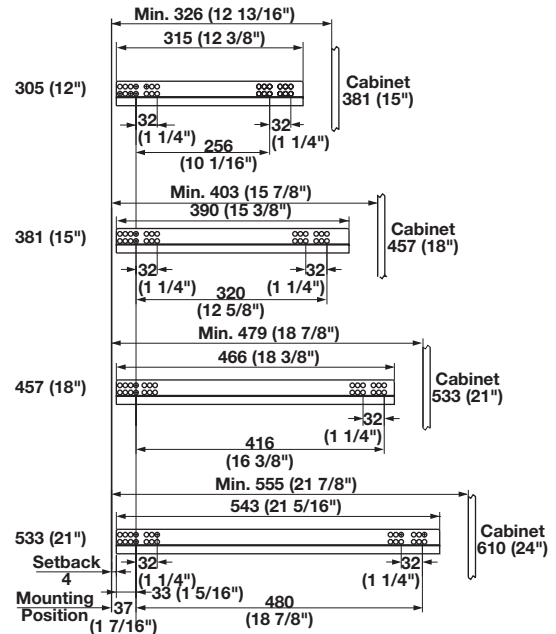 Min. 326 (12 13/16")
315 (12 3/8")
305 (12")
Cabinet
381 (15")
32
(1 1/4")
32
(1 1/4")
256
(10 1/16")
Min. 403 (15 7/8")
390 (15 3/8")
381 (15")
Cabinet
457 (18")
32
(1 1/4")
32
(1 1/4")
320
(12 5/8")
Min. 479 (18 7/8")
466 (18 3/8")
457 (18")
Cabinet
533 (21")
32
(1 1/4")
416
(16 3/8")
Min. 555 (21 7/8")
543 (21 5/16")
533 (21")
Cabinet
610 (24")
Setback
4
32
(1 1/4")
32
(1 1/4")
33 (1 5/16")
Mounting
Position
37
(1 7/16")
480
(18 7/8")